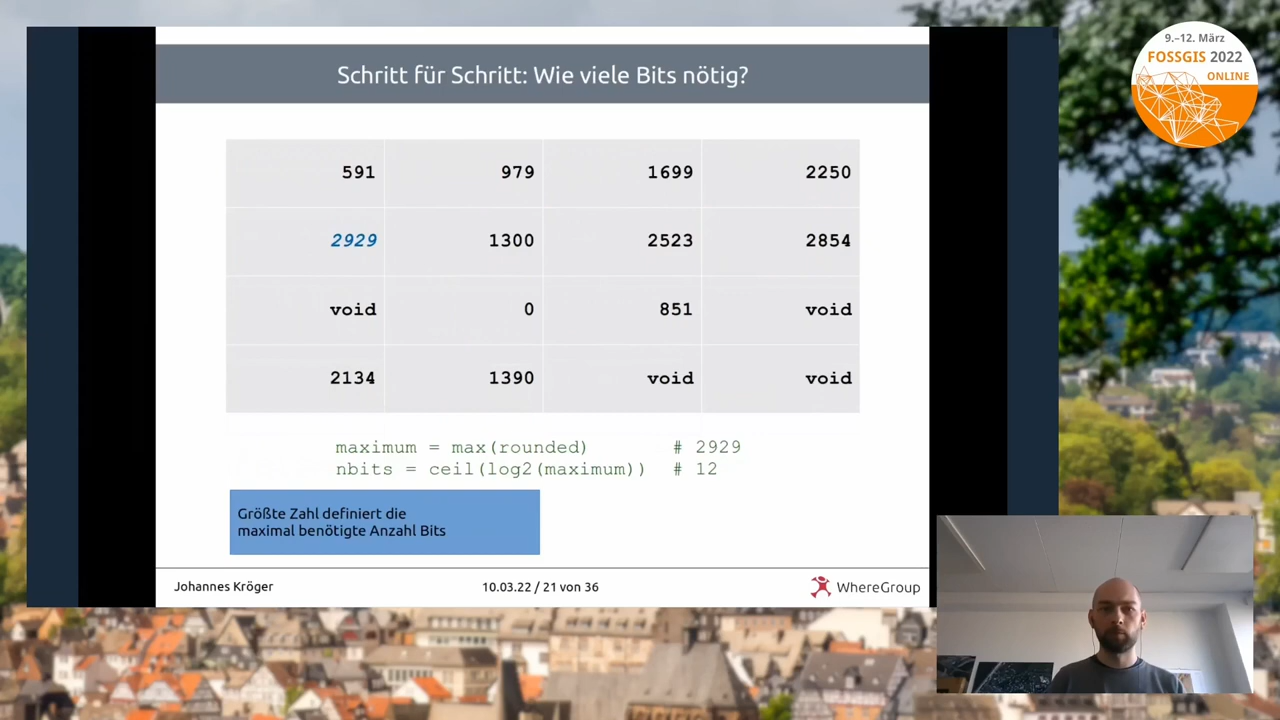 Schritt für Schritt: Wie viele Bits nötig?
591 979 1699 2250
2929 1300 2523 2854
void 0 851 void
2134 1390 void void
maximum = max(rounded) # 2929
nbits = ceil(log2(maximum)) # 12
Größte Zahl definiert die
maximal benötigte Anzahl Bits
Johannes Kröger 10.03.22 / 21 von 36 WhereGroup
9.–12. März
FOSSGIS 2022
ONLINE